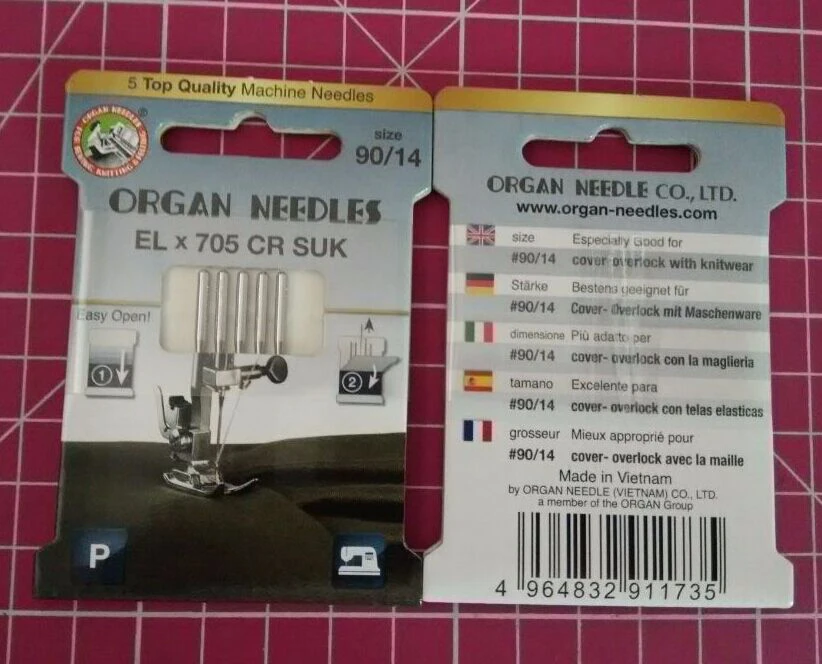 5 Top Quality Machine Needles
size
90/14
ORGAN NEEDLES
EL x 705 CR SUK
Easy Open!
1
2
P
ORGAN NEEDLE CO., LTD.
www.organ-needles.com
size Especially Good for
#90/14 cover- overlock with knitwear
Stärke Bestens geeignet für
#90/14 Cover- Overlock mit Maschenware
dimensione Più adatto per
#90/14 cover- overlock con la maglieria
tamano Excelente para
#90/14 cover- overlock con telas elasticas
grosseur Mieux approprié pour
#90/14 cover- overlock avec la maille
Made in Vietnam
by ORGAN NEEDLE (VIETNAM) CO., LTD.
a member of the ORGAN Group
4 964832 911735